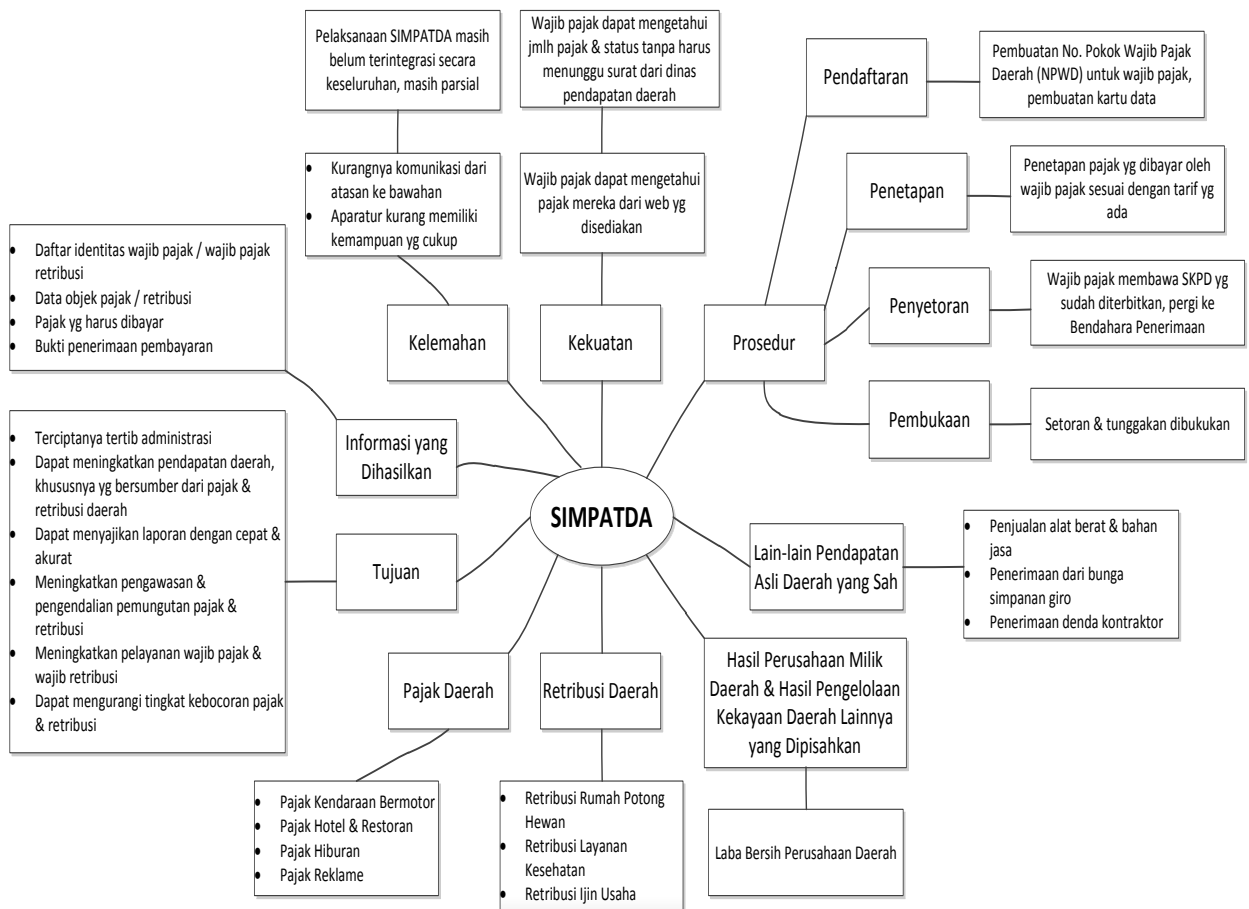 Pelaksanaan SIMPATDA masih
belum terintegrasi secara
keseluruhan, masih parsial
Wajib pajak dapat mengetahui
jmlh pajak & status tanpa harus
menunggu surat dari dinas
pendapatan daerah
Pendaftaran
Pembuatan No. Pokok Wajib Pajak
Daerah (NPWD) untuk wajib pajak,
pembuatan kartu data
• Kurangnya komunikasi dari
atasan ke bawahan
• Aparatur kurang memiliki
kemampuan yg cukup
Wajib pajak dapat mengetahui
pajak mereka dari web yg
disediakan
Penetapan
Penetapan pajak yg dibayar oleh
wajib pajak sesuai dengan tarif yg
ada
• Daftar identitas wajib pajak / wajib pajak
retribusi
• Data objek pajak / retribusi
• Pajak yg harus dibayar
• Bukti penerimaan pembayaran
Kelemahan
Kekuatan
Prosedur
Penyetoran
Wajib pajak membawa SKPD yg
sudah diterbitkan, pergi ke
Bendahara Penerimaan
Pembukaan
Setoran & tunggakan dibukukan
Informasi yang
Dihasilkan
• Terciptanya tertib administrasi
• Dapat meningkatkan pendapatan daerah,
khususnya yg bersumber dari pajak &
retribusi daerah
• Dapat menyajikan laporan dengan cepat &
akurat
• Meningkatkan pengawasan &
pengendalian pemungutan pajak &
retribusi
• Meningkatkan pelayanan wajib pajak &
wajib retribusi
• Dapat mengurangi tingkat kebocoran pajak
& retribusi
Tujuan
SIMPATDA
Lain-lain Pendapatan
Asli Daerah yang Sah
• Penjualan alat berat & bahan
jasa
• Penerimaan dari bunga
simpanan giro
• Penerimaan denda kontraktor
Pajak Daerah
Retribusi Daerah
Hasil Perusahaan Milik
Daerah & Hasil Pengelolaan
Kekayaan Daerah Lainnya
yang Dipisahkan
• Pajak Kendaraan Bermotor
• Pajak Hotel & Restoran
• Pajak Hiburan
• Pajak Reklame
• Retribusi Rumah Potong
Hewan
• Retribusi Layanan
Kesehatan
• Retribusi Ijin Usaha
Laba Bersih Perusahaan Daerah